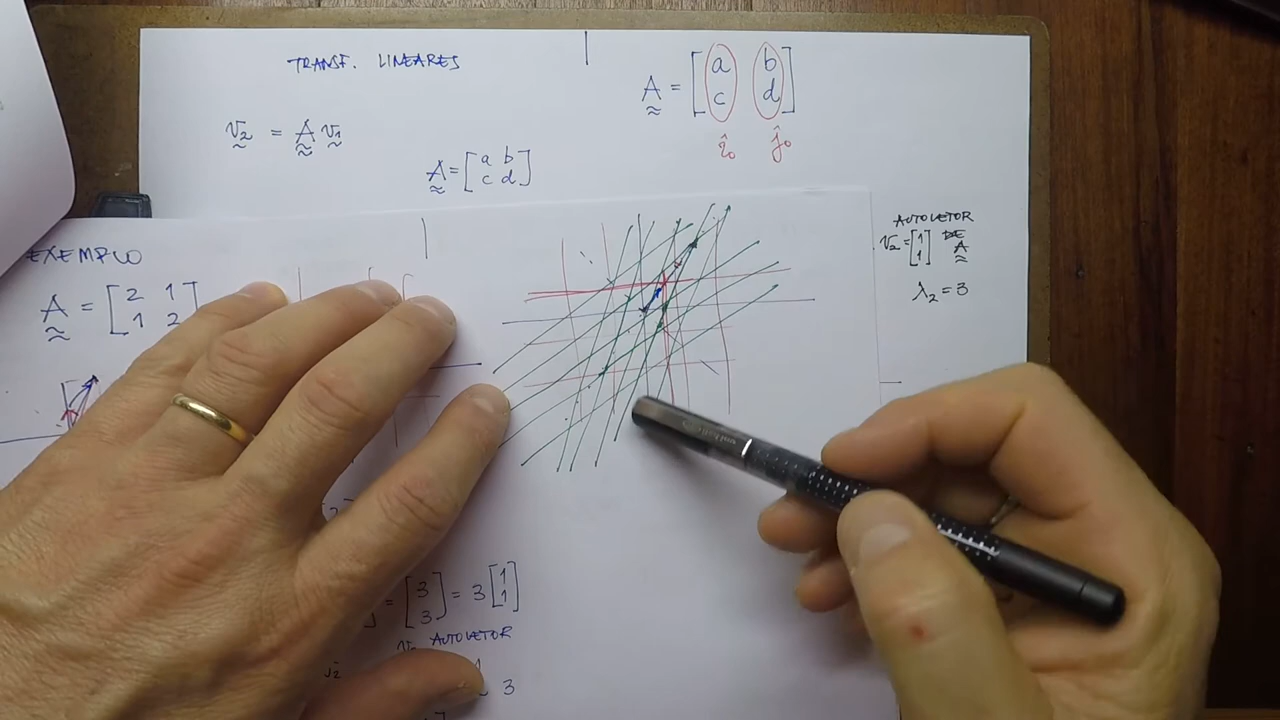 TRANSF. LINEARES
A = [a b
c d]
î₀ ĵ₀
v₂ = A v₁
A = [a b
c d]
EXEMPLO
A = [2 1
1 2]
AUTOVETOR
v₂ = [1
1] DE
A
λ₂ = 3
= [3
3] = 3 [1
1]
AUTOVETOR
3